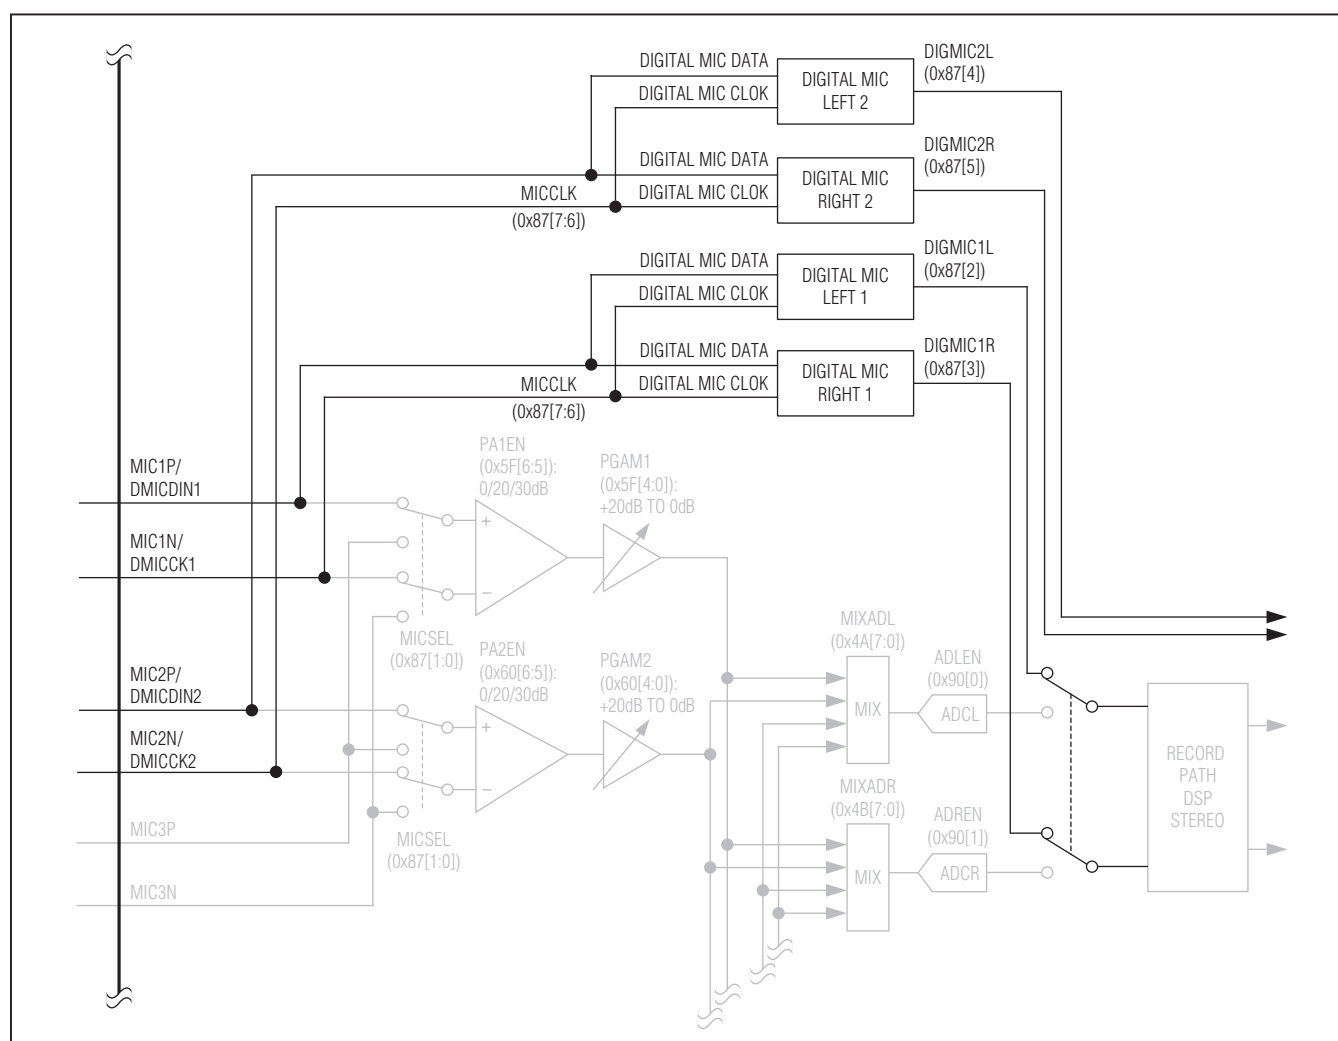 DIGITAL MIC DATA
DIGITAL MIC CLOK
DIGITAL MIC
LEFT 2
DIGMIC2L
(0x87[4])
DIGITAL MIC DATA
DIGITAL MIC CLOK
DIGITAL MIC
RIGHT 2
DIGMIC2R
(0x87[5])
MICCLK
(0x87[7:6])
DIGITAL MIC DATA
DIGITAL MIC CLOK
DIGITAL MIC
LEFT 1
DIGMIC1L
(0x87[2])
DIGITAL MIC DATA
DIGITAL MIC CLOK
DIGITAL MIC
RIGHT 1
DIGMIC1R
(0x87[3])
MICCLK
(0x87[7:6])
MIC1P/
DMICDIN1
MIC1N/
DMICCK1
PA1EN
(0x5F[6:5]):
0/20/30dB
+
−
PGAM1
(0x5F[4:0]):
+20dB TO 0dB
MICSEL
(0x87[1:0])
MIC2P/
DMICDIN2
MIC2N/
DMICCK2
PA2EN
(0x60[6:5]):
0/20/30dB
+
−
PGAM2
(0x60[4:0]):
+20dB TO 0dB
MICSEL
(0x87[1:0])
MIC3P
MIC3N
MIXADL
(0x4A[7:0])
MIX
ADLEN
(0x90[0])
ADCL
MIXADR
(0x4B[7:0])
MIX
ADREN
(0x90[1])
ADCR
RECORD
PATH
DSP
STEREO